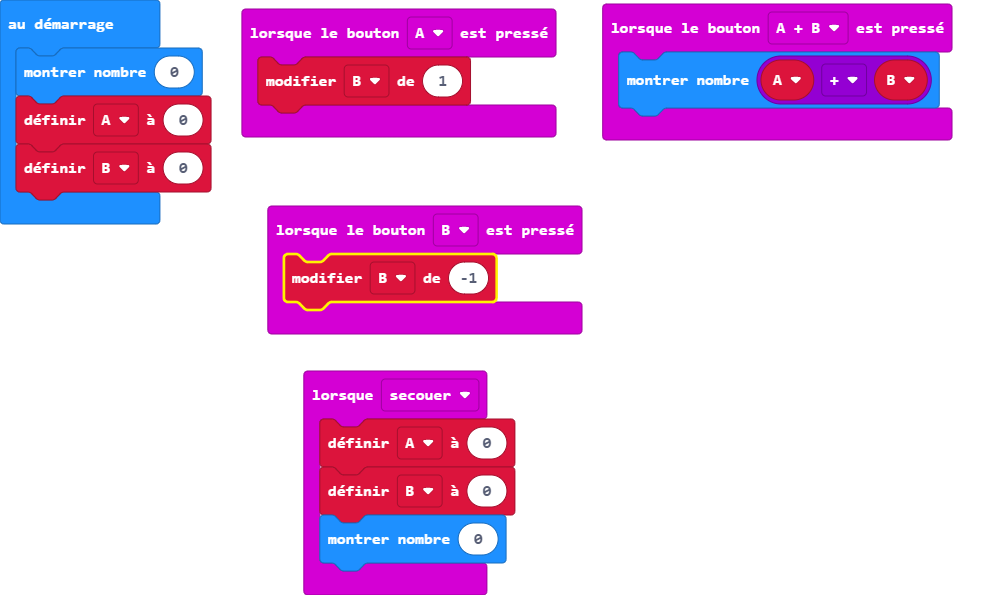 au démarrage
montrer nombre 0
définir A à 0
définir B à 0
lorsque le bouton A est pressé
modifier B de 1
lorsque le bouton A + B est pressé
montrer nombre A + B
lorsque le bouton B est pressé
modifier B de -1
lorsque secouer
définir A à 0
définir B à 0
montrer nombre 0